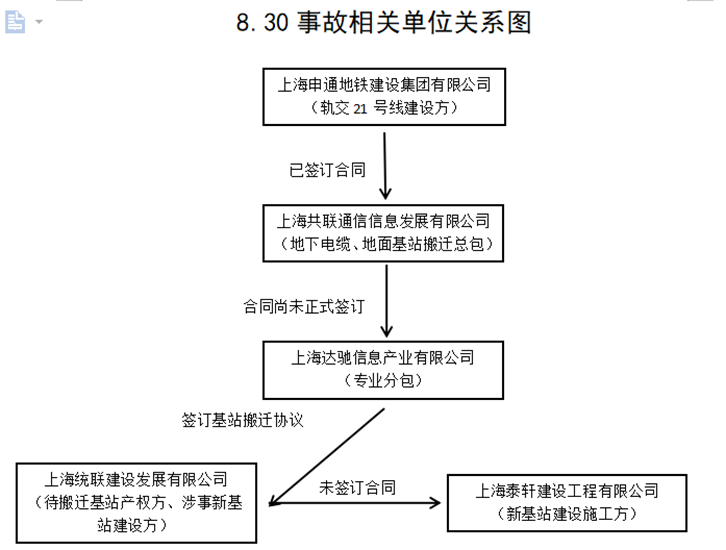 8.30事故相关单位关系图
上海申通地铁建设集团有限公司
（轨交 21 号线建设方）
已签订合同
上海共联通信信息发展有限公司
（地下电缆、地面基站搬迁总包）
合同尚未正式签订
上海达驰信息产业有限公司
（专业分包）
签订基站搬迁协议
上海统联建设发展有限公司
（待搬迁基站产权方、涉事新基
站建设方）
未签订合同
上海泰轩建设工程有限公司
（新基站建设施工方）